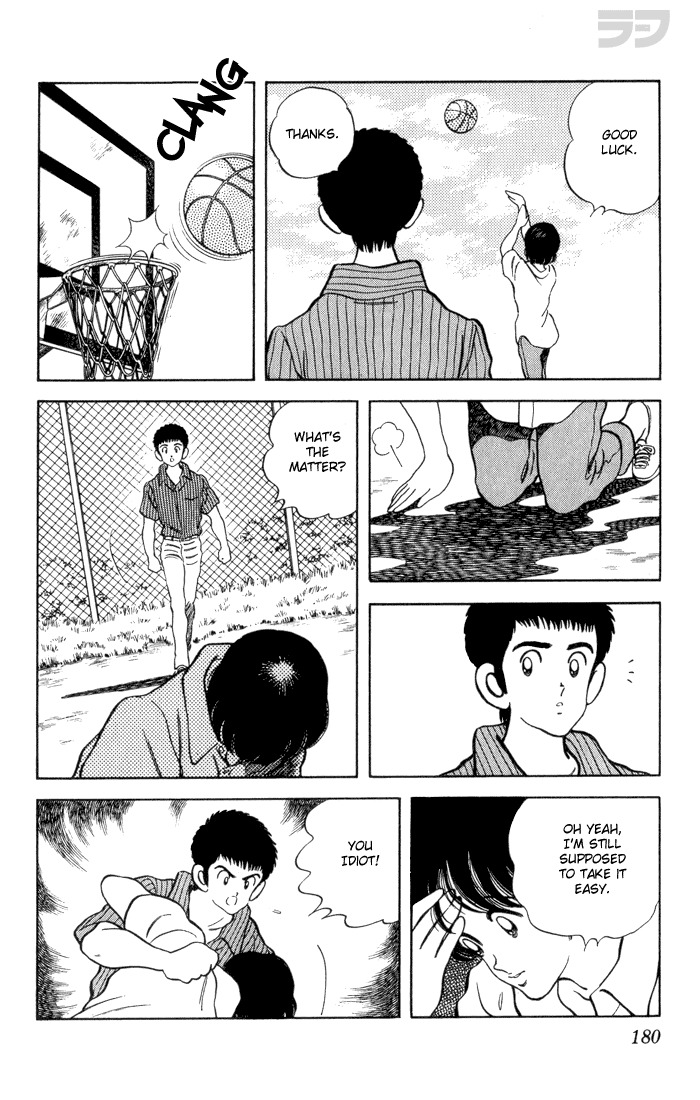 ラフ
GOOD
LUCK.
THANKS.
CLANG
WHAT'S
THE
MATTER?
OH YEAH,
I'M STILL
SUPPOSED
TO TAKE IT
EASY.
YOU
IDIOT!
180